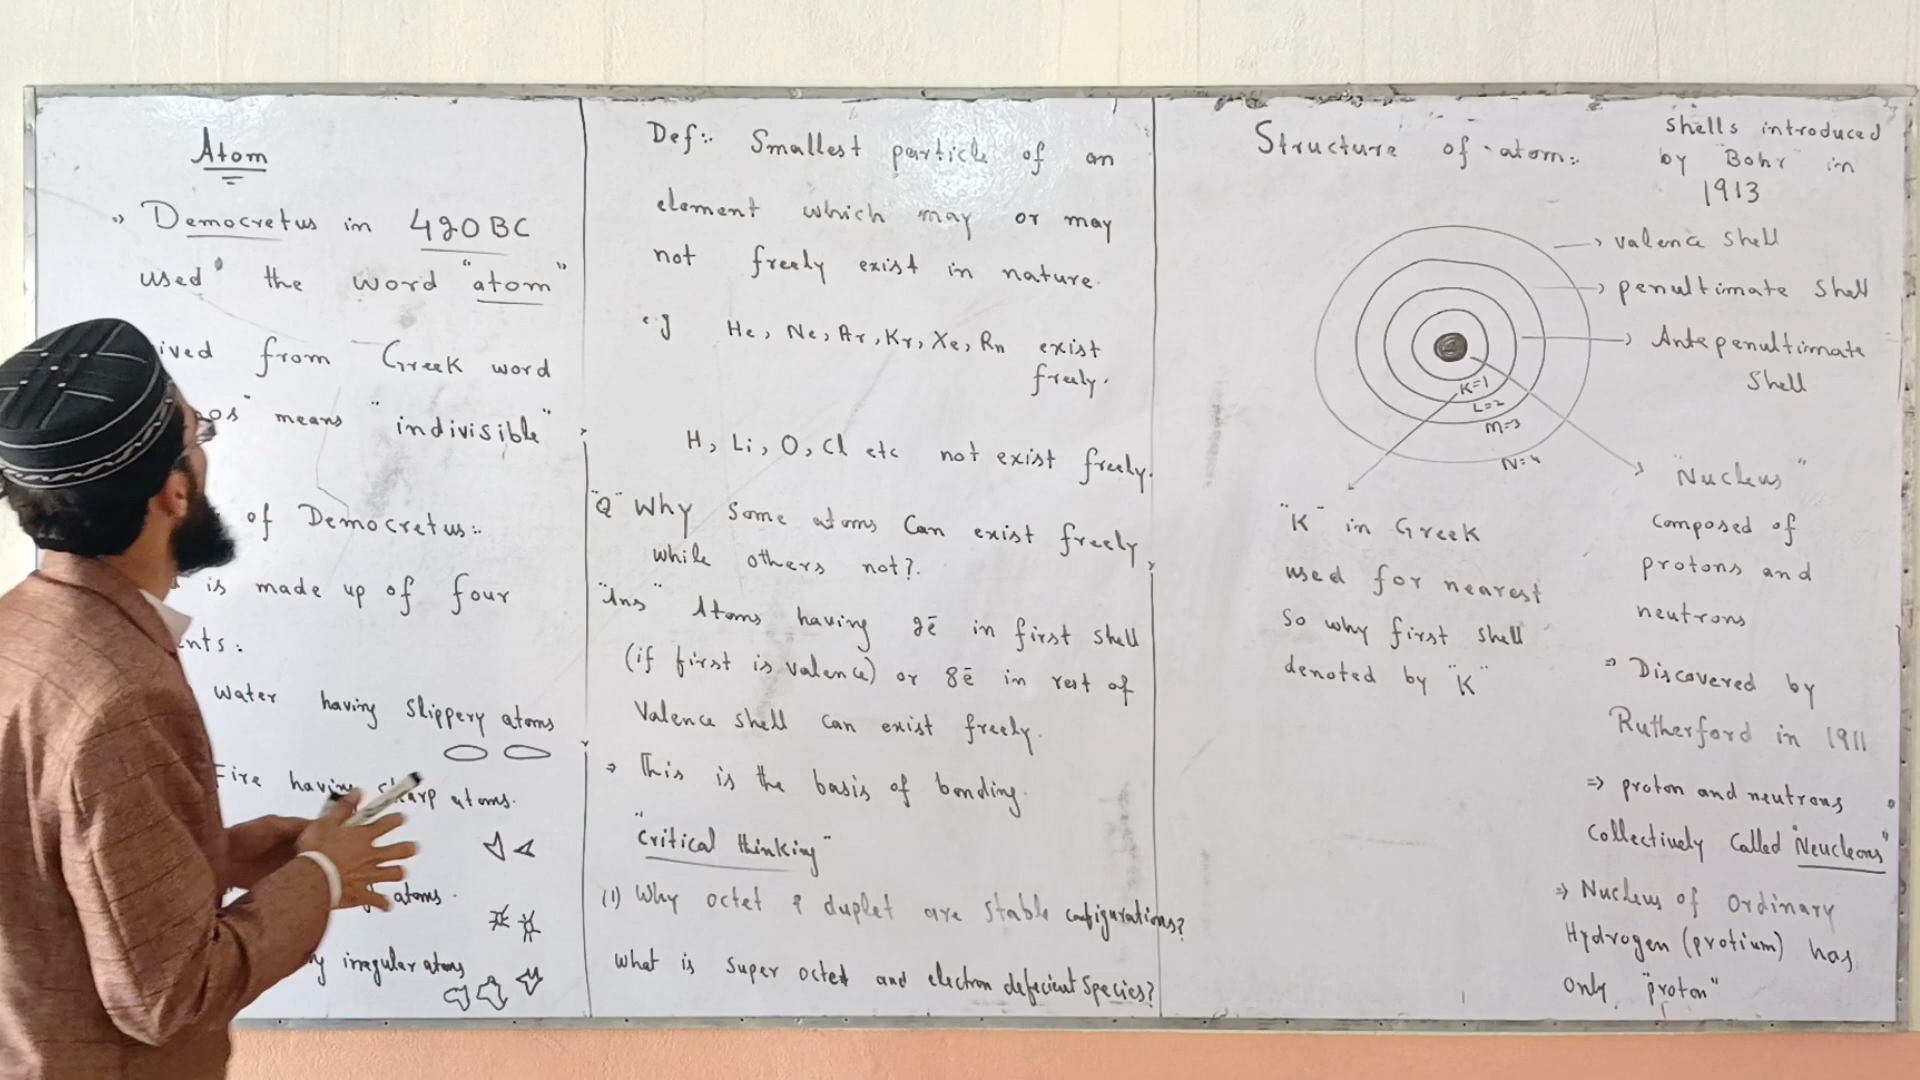 Atom
⇒ Democretus in 420 BC
used the word "atom"
from Greek word
means "indivisible"
of Democretus:-
is made up of four
water having slippery atoms
Fire having sharp atoms.
atoms.
irregular atoms
Def:- Smallest particle of an
element which may or may
not freely exist in nature.
e.g He, Ne, Ar, Kr, Xe, Rn exist
freely.
H, Li, O, Cl etc not exist freely.
"Q" Why some atoms can exist freely
while others not?
"Ans" Atoms having 2ē in first shell
(if first is valence) or 8ē in rest of
valence shell can exist freely.
⇒ This is the basis of bonding.
"Critical thinking"
(1) Why octet & duplet are stable configurations?
what is super octet and electron deficient species?
Structure of atom:-
shells introduced
by "Bohr" in
1913
valence shell
penultimate shell
Antepenultimate
shell
K=1
L=2
M=3
N=4
"K" in Greek
used for nearest
so why first shell
denoted by "K"
"Nucleus"
composed of
protons and
neutrons
⇒ Discovered by
Rutherford in 1911
⇒ proton and neutrons
collectively called "Neucleons"
⇒ Nucleus of ordinary
Hydrogen (protium) has
only "proton"